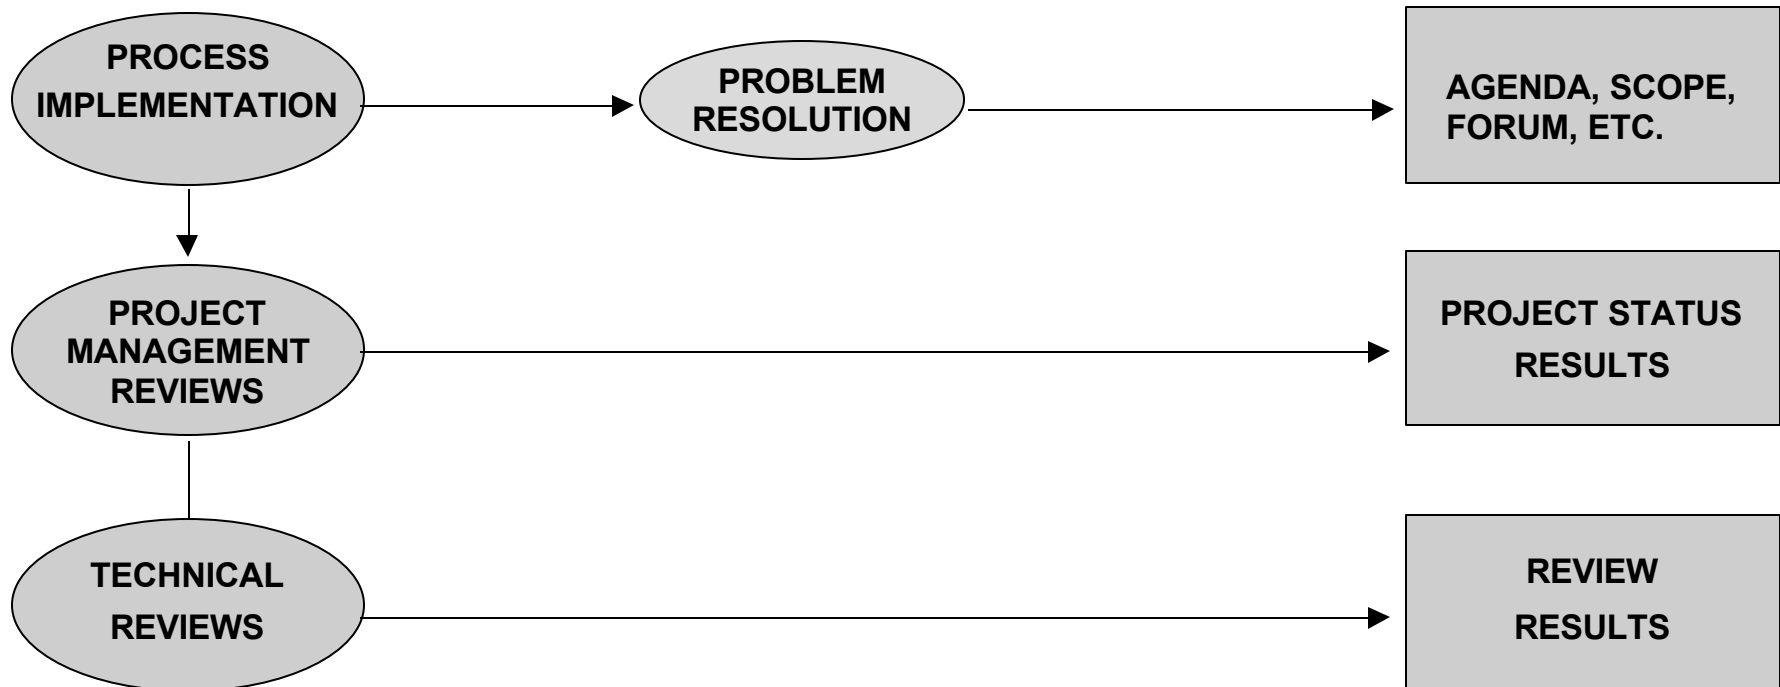 PROCESS
IMPLEMENTATION
PROBLEM
RESOLUTION
AGENDA, SCOPE,
FORUM, ETC.
PROJECT
MANAGEMENT
REVIEWS
PROJECT STATUS
RESULTS
TECHNICAL
REVIEWS
REVIEW
RESULTS